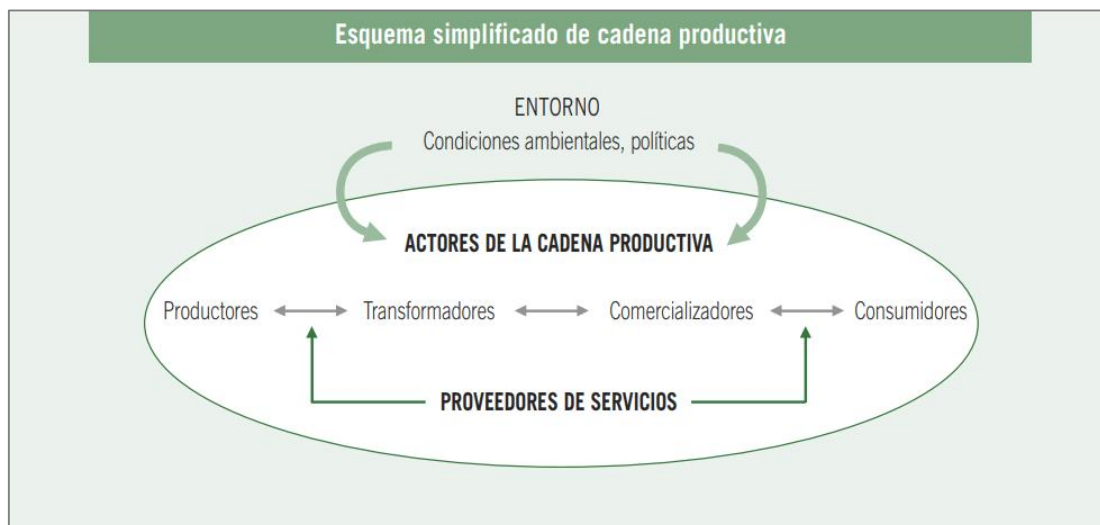 Esquema simplificado de cadena productiva
ENTORNO
Condiciones ambientales, políticas
ACTORES DE LA CADENA PRODUCTIVA
Productores Transformadores Comercializadores Consumidores
PROVEEDORES DE SERVICIOS